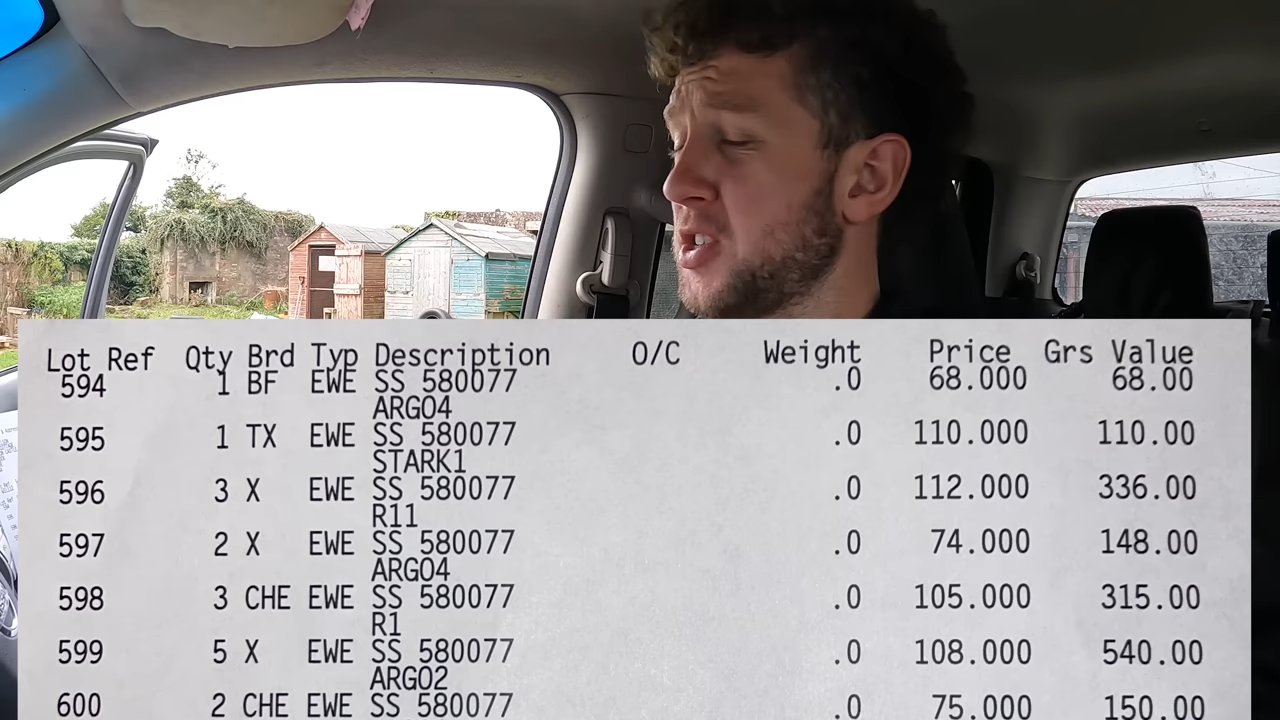 Lot Ref Qty Brd Typ Description O/C Weight Price Grs Value
594 1 BF EWE SS 580077 .0 68.000 68.00
ARGO4
595 1 TX EWE SS 580077 .0 110.000 110.00
STARK1
596 3 X EWE SS 580077 .0 112.000 336.00
R11
597 2 X EWE SS 580077 .0 74.000 148.00
ARGO4
598 3 CHE EWE SS 580077 .0 105.000 315.00
R1
599 5 X EWE SS 580077 .0 108.000 540.00
ARGO2
600 2 CHE EWE SS 580077 .0 75.000 150.00